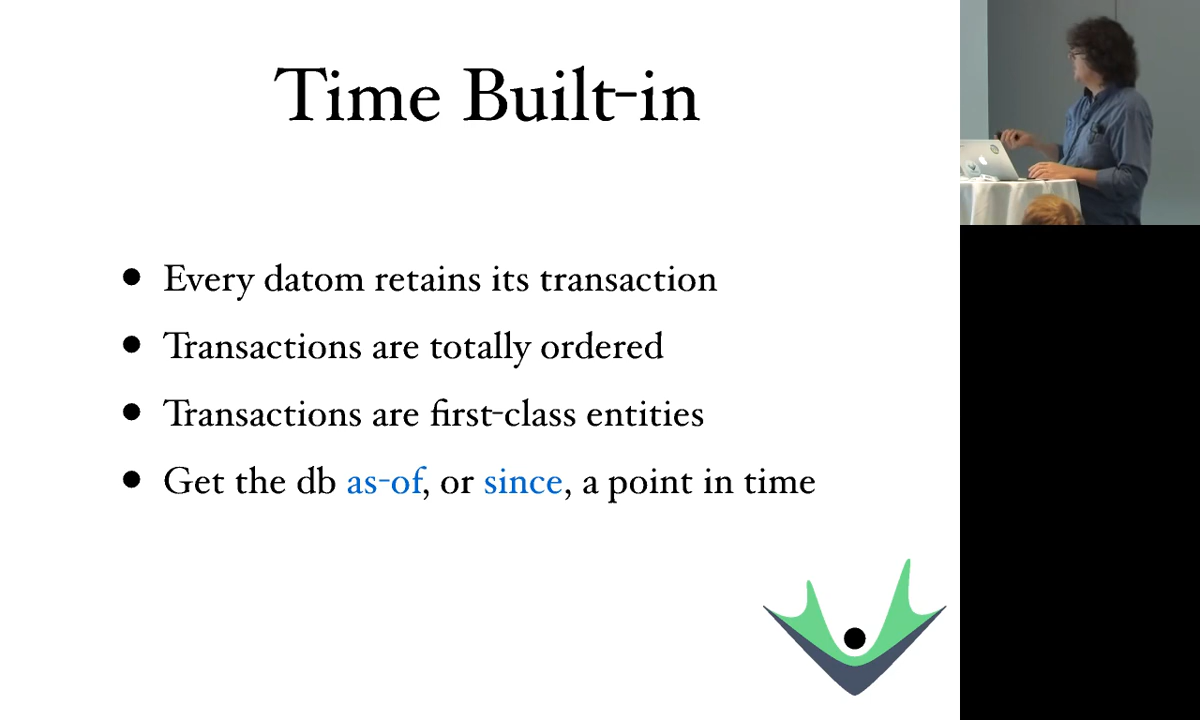 Time Built-in
• Every datom retains its transaction
• Transactions are totally ordered
• Transactions are first-class entities
• Get the db as-of, or since, a point in time